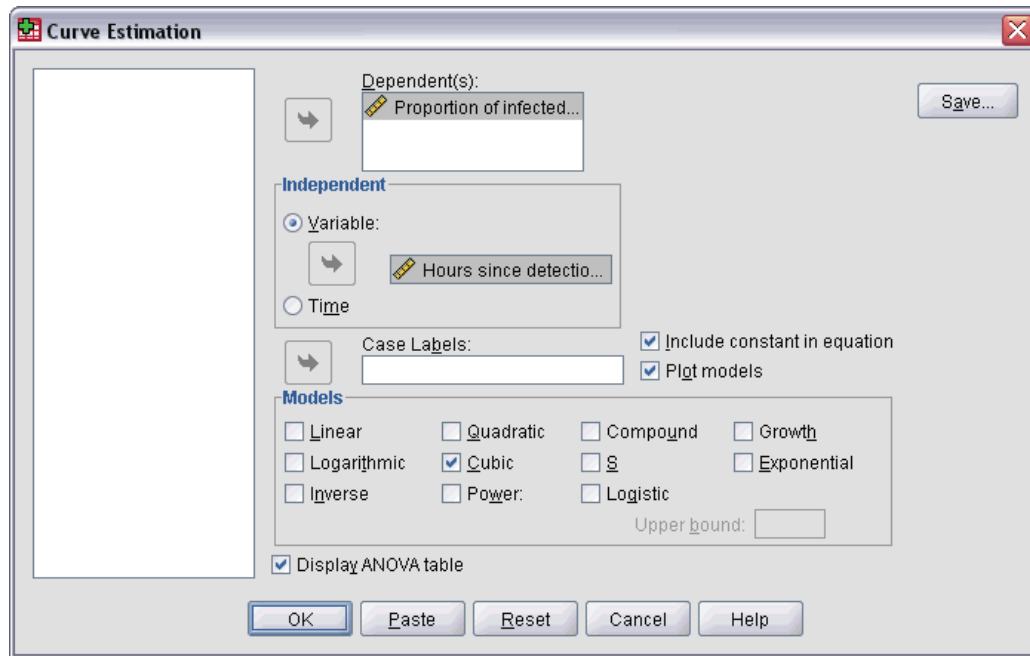 Curve Estimation
Dependent(s):
Proportion of infected...
Save...
Independent
Variable:
Hours since detectio...
Time
Case Labels:
Include constant in equation
Plot models
Models
Linear Quadratic Compound Growth
Logarithmic Cubic S Exponential
Inverse Power: Logistic
Upper bound:
Display ANOVA table
OK Paste Reset Cancel Help